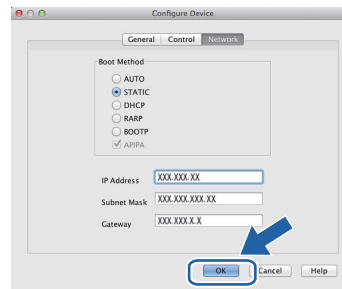 Configure Device
General Control Network
Boot Method
AUTO
STATIC
DHCP
RARP
BOOTP
APIPA
IP Address XXX.XXX.XX
Subnet Mask XXX.XXX.XXX.XX
Gateway XXX.XXX.X.X
OK Cancel Help